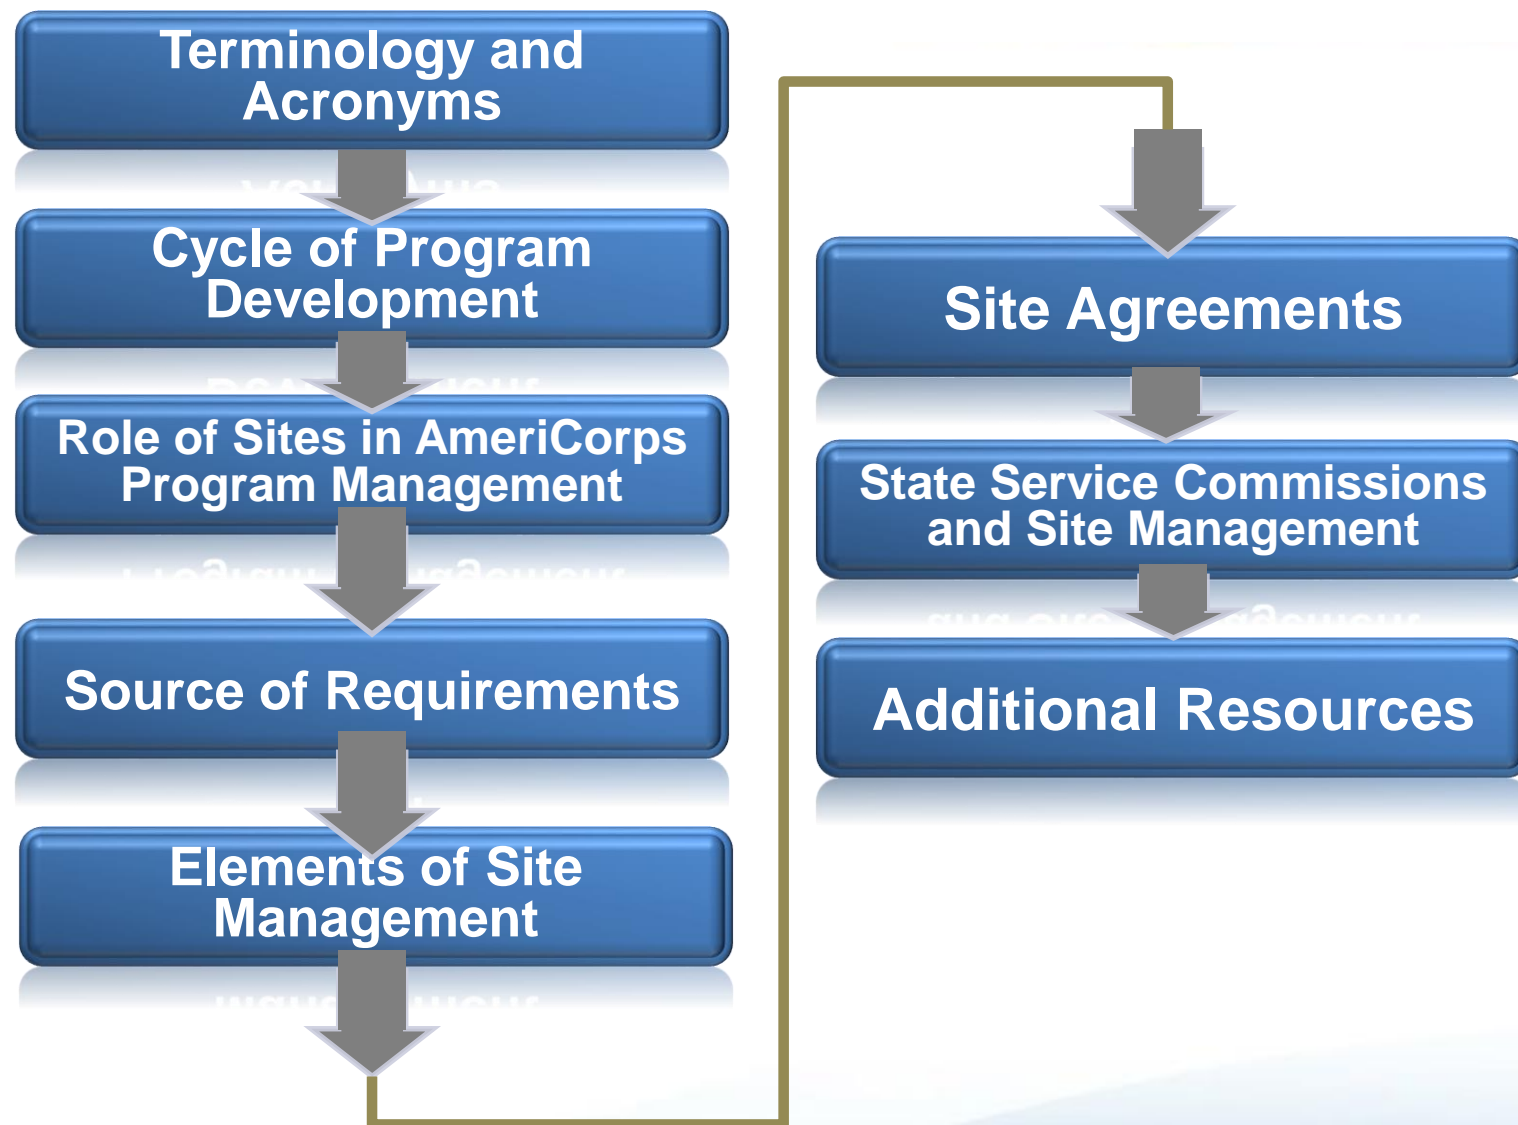 Terminology and
Acronyms
Cycle of Program
Development
Role of Sites in AmeriCorps
Program Management
Source of Requirements
Elements of Site
Management
Site Agreements
State Service Commissions
and Site Management
Additional Resources